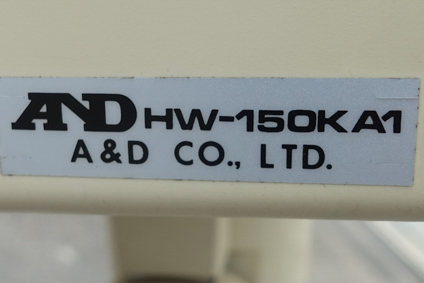 AND HW-150KA1
A&D CO., LTD.